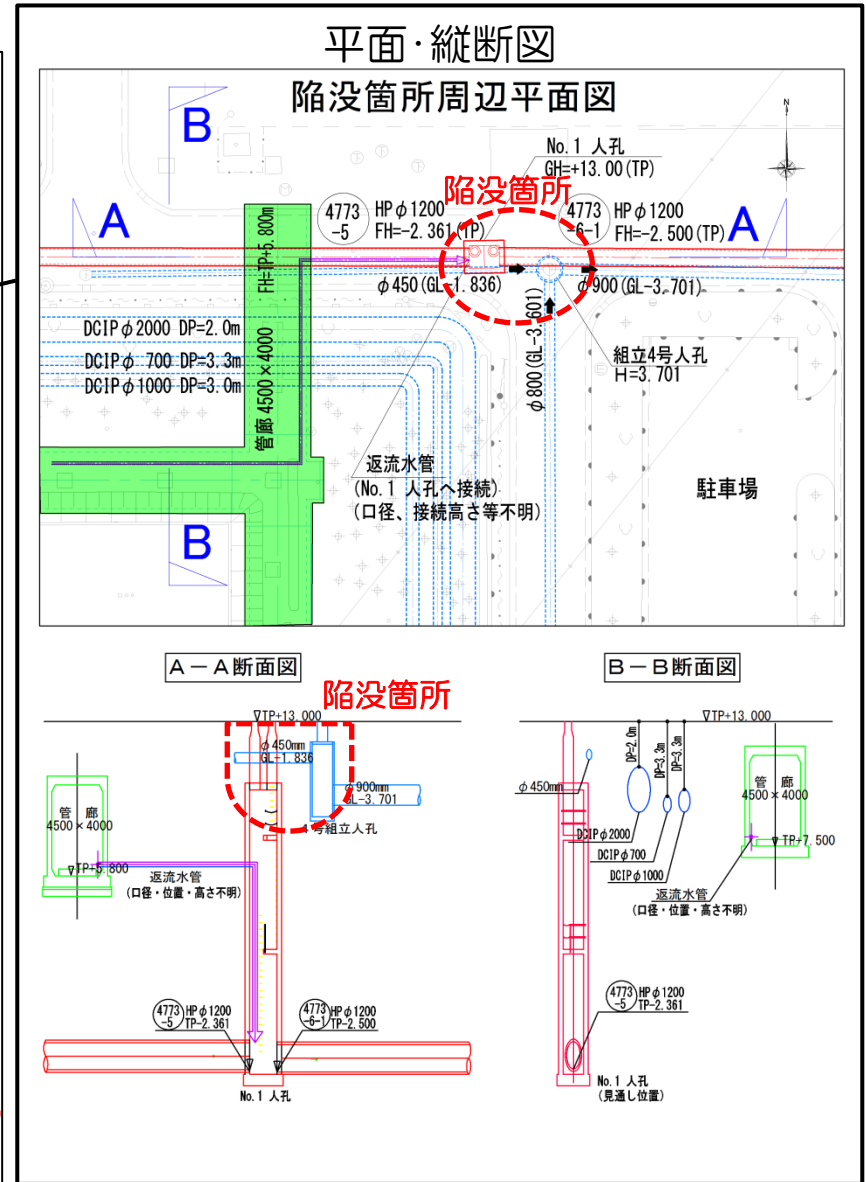 平面・縦断図
陥没箇所周辺平面図
B
N
No.1 人孔
GH=+13.00(TP)
陥没箇所
A
4773
-5
HPφ1200
FH=-2.361(TP)
4773
-6-1
HPφ1200
FH=-2.500(TP)
A
FH=TP+5.800m
φ450(GL-1.836)
φ900(GL-3.701)
DCIPφ2000 DP=2.0m
DCIPφ 700 DP=3.3m
DCIPφ1000 DP=3.0m
管廊 4500×4000
φ800(GL-3.601)
組立4号人孔
H=3.701
返流水管
(No.1 人孔へ接続)
(口径、接続高さ等不明)
駐車場
B
A－A断面図
陥没箇所
▽TP+13.000
φ450mm
GL-1.836
φ900mm
GL-3.701
4号組立人孔
管 廊
4500×4000
TP+5.800
返流水管
(口径・位置・高さ不明)
4773
-5
HPφ1200
TP-2.361
4773
-6-1
HPφ1200
TP-2.500
No.1 人孔
B－B断面図
▽TP+13.000
DP=2.0m
DP=3.3m
DP=3.3m
φ450mm
管 廊
4500×4000
DCIPφ2000
DCIPφ700
DCIPφ1000
TP+7.500
返流水管
(口径・位置・高さ不明)
4773
-5
HPφ1200
TP-2.361
No.1 人孔
(見通し位置)